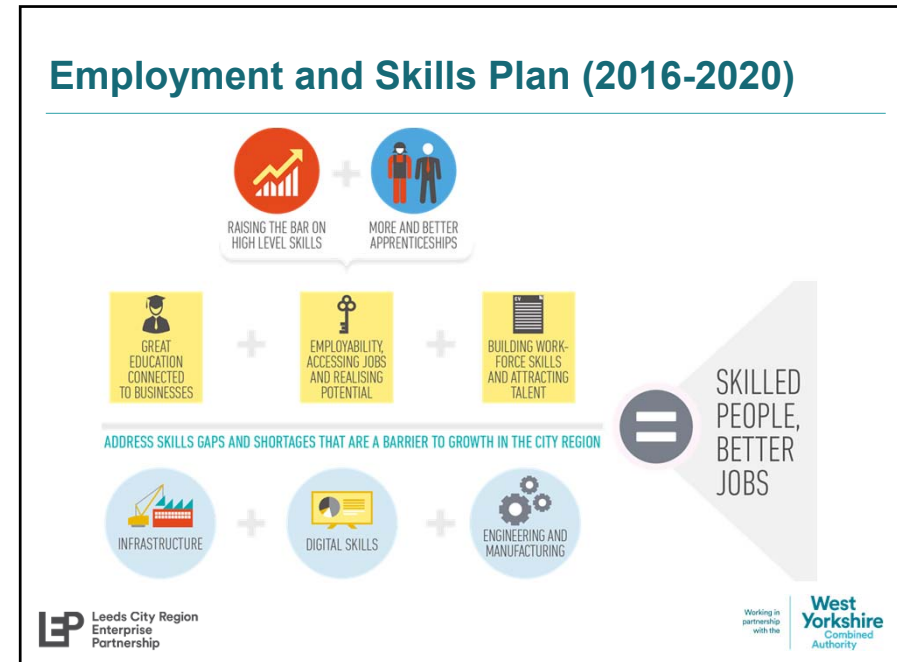 Employment and Skills Plan (2016-2020)
RAISING THE BAR ON
HIGH LEVEL SKILLS
MORE AND BETTER
APPRENTICESHIPS
GREAT
EDUCATION
CONNECTED
TO BUSINESSES
EMPLOYABILITY,
ACCESSING JOBS
AND REALISING
POTENTIAL
CV
BUILDING WORK-
FORCE SKILLS
AND ATTRACTING
TALENT
SKILLED
PEOPLE,
BETTER
JOBS
ADDRESS SKILLS GAPS AND SHORTAGES THAT ARE A BARRIER TO GROWTH IN THE CITY REGION
INFRASTRUCTURE
DIGITAL SKILLS
ENGINEERING AND
MANUFACTURING
LEP
Leeds City Region
Enterprise
Partnership
Working in
partnership
with the
West
Yorkshire
Combined
Authority